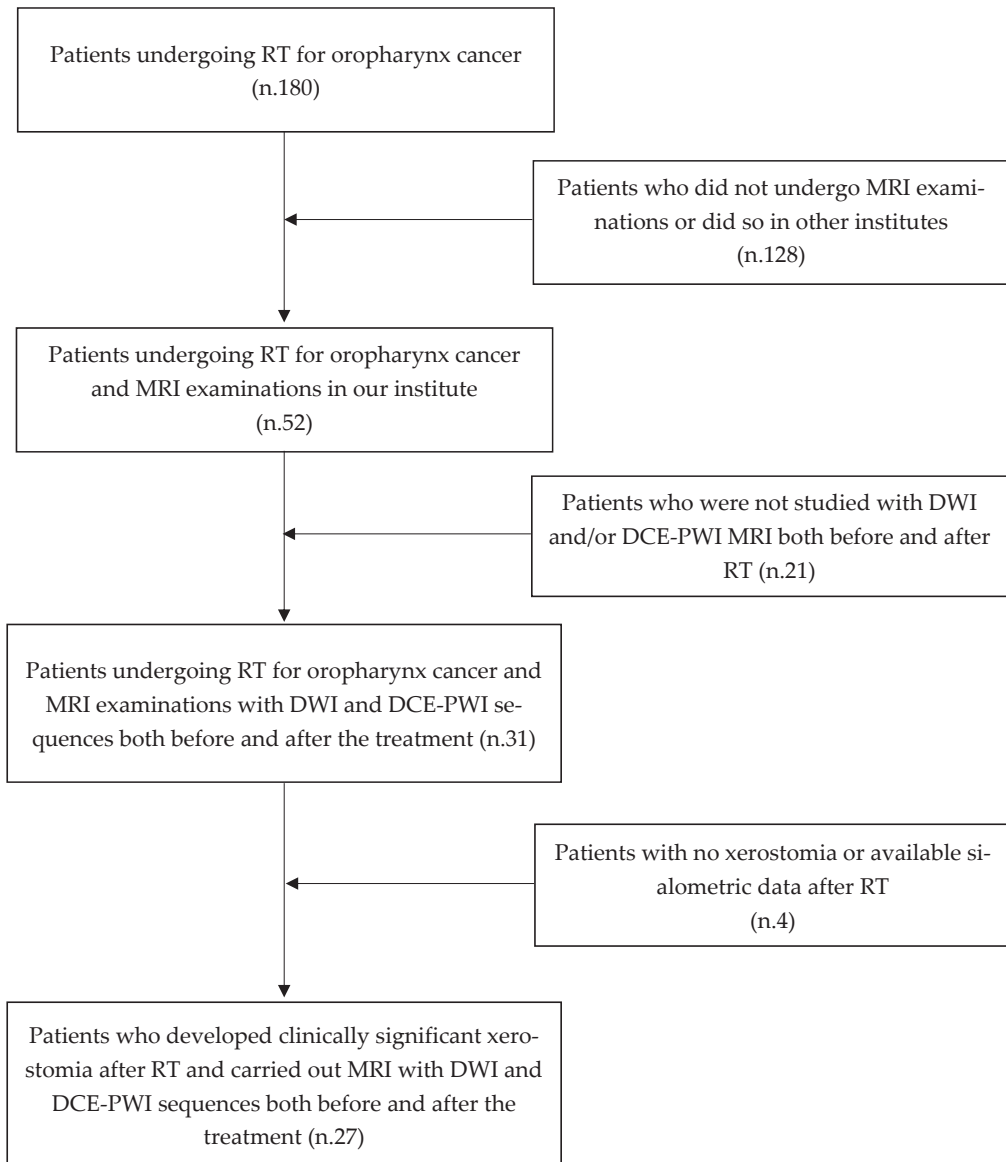 Patients undergoing RT for oropharynx cancer
(n.180)
Patients who did not undergo MRI exami-
nations or did so in other institutes
(n.128)
Patients undergoing RT for oropharynx cancer
and MRI examinations in our institute
(n.52)
Patients who were not studied with DWI
and/or DCE-PWI MRI both before and after
RT (n.21)
Patients undergoing RT for oropharynx cancer and
MRI examinations with DWI and DCE-PWI se-
quences both before and after the treatment (n.31)
Patients with no xerostomia or available si-
alometric data after RT
(n.4)
Patients who developed clinically significant xero-
stomia after RT and carried out MRI with DWI and
DCE-PWI sequences both before and after the
treatment (n.27)